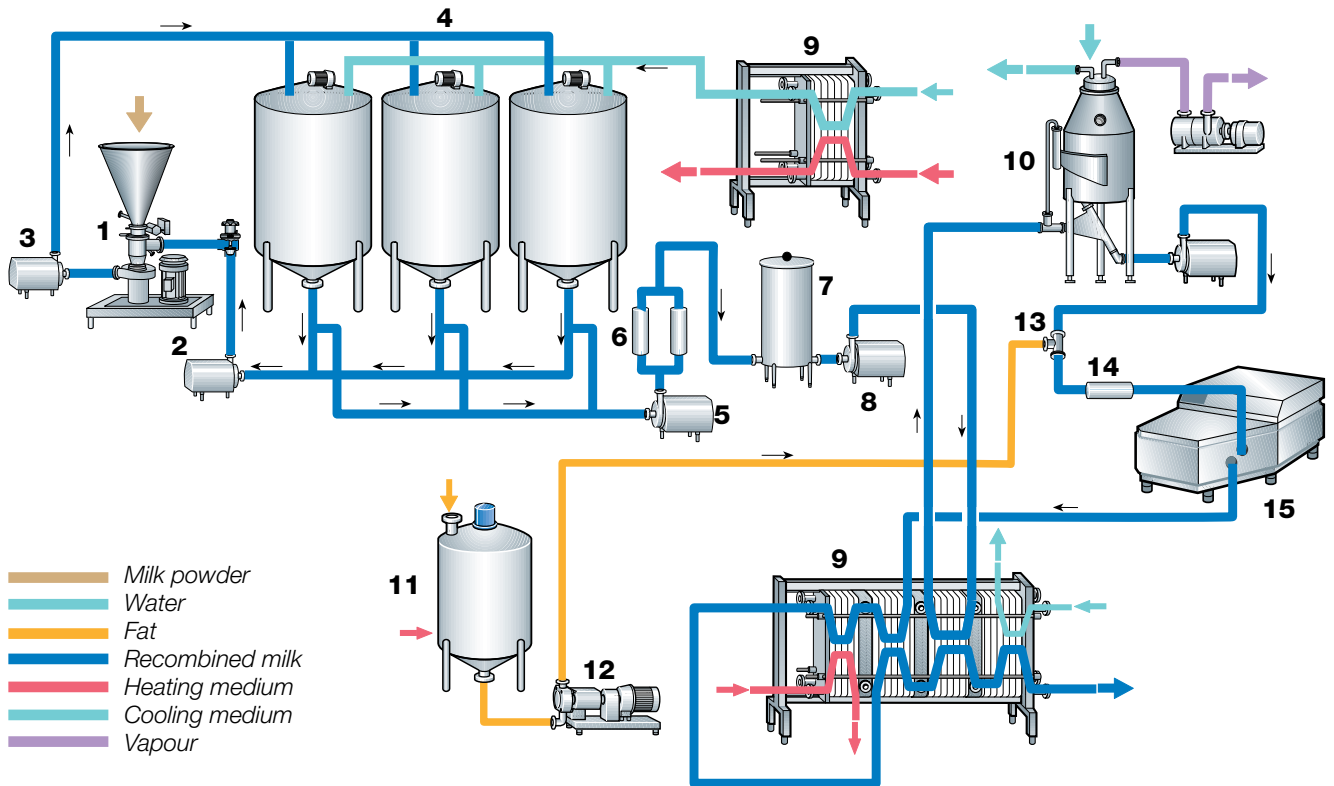 4
9
10
3
1
2
6
7
8
5
13
14
15
11
12
9
Milk powder
Water
Fat
Recombined milk
Heating medium
Cooling medium
Vapour